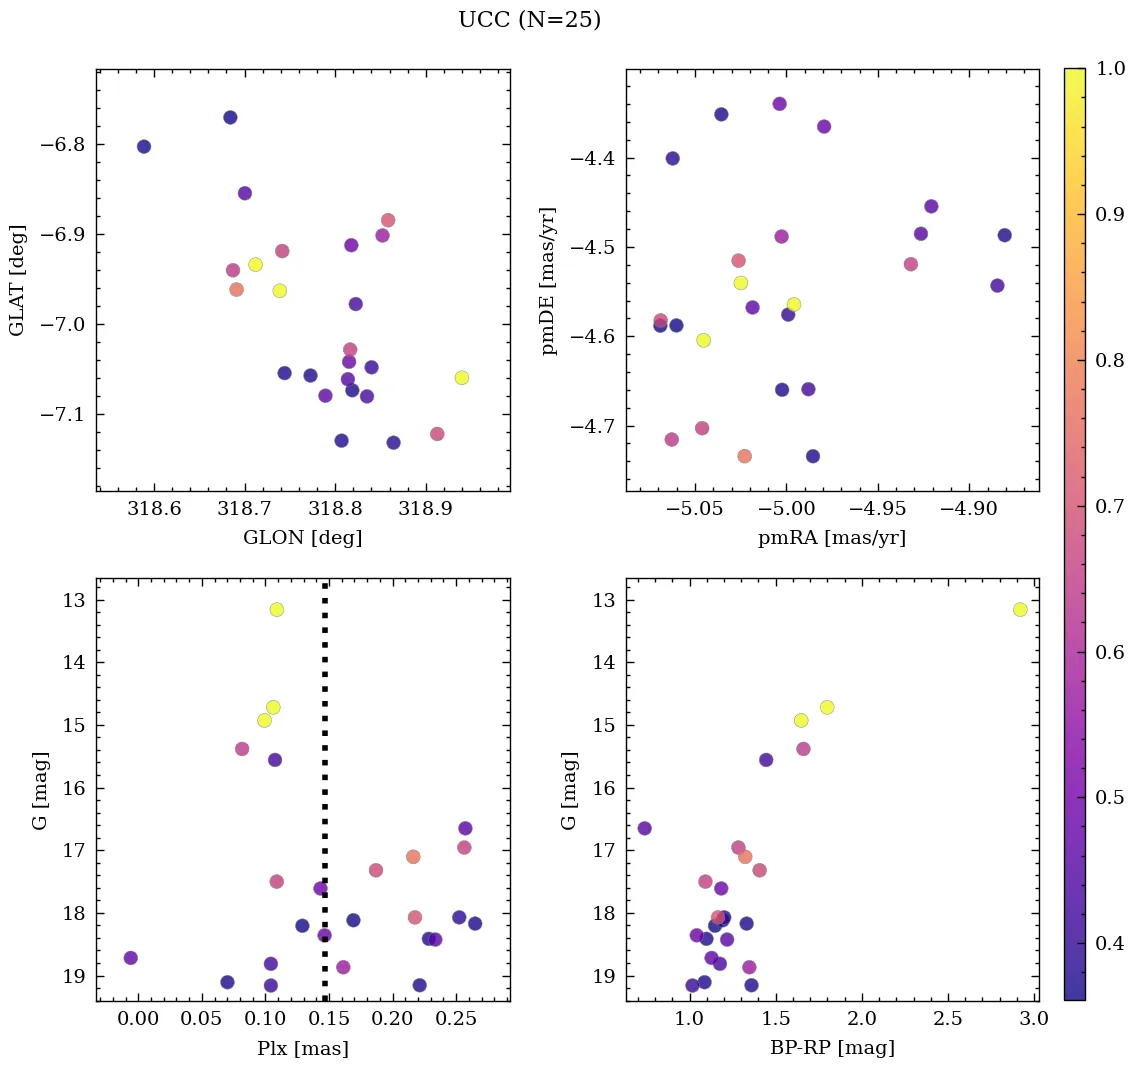 UCC (N=25)
−6.8
−6.9
−7.0
−7.1
GLAT [deg]
318.6 318.7 318.8 318.9
GLON [deg]
−4.4
−4.5
−4.6
−4.7
pmDE [mas/yr]
−5.05 −5.00 −4.95 −4.90
pmRA [mas/yr]
13
14
15
16
17
18
19
G [mag]
0.00 0.05 0.10 0.15 0.20 0.25
Plx [mas]
13
14
15
16
17
18
19
G [mag]
1.0 1.5 2.0 2.5 3.0
BP-RP [mag]
1.0
0.9
0.8
0.7
0.6
0.5
0.4